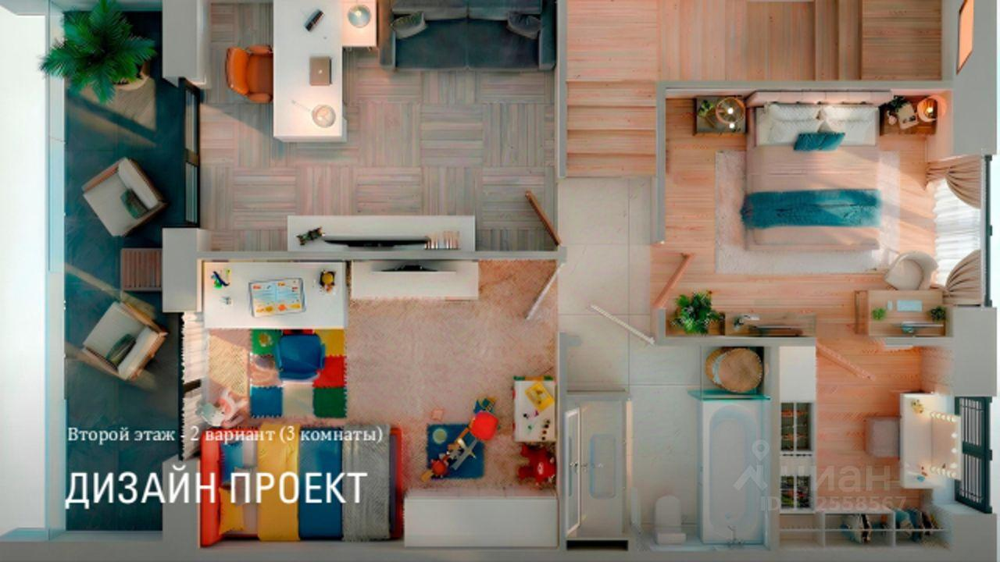 Второй этаж - 2 вариант (3 комнаты)
ДИЗАЙН ПРОЕКТ
циан